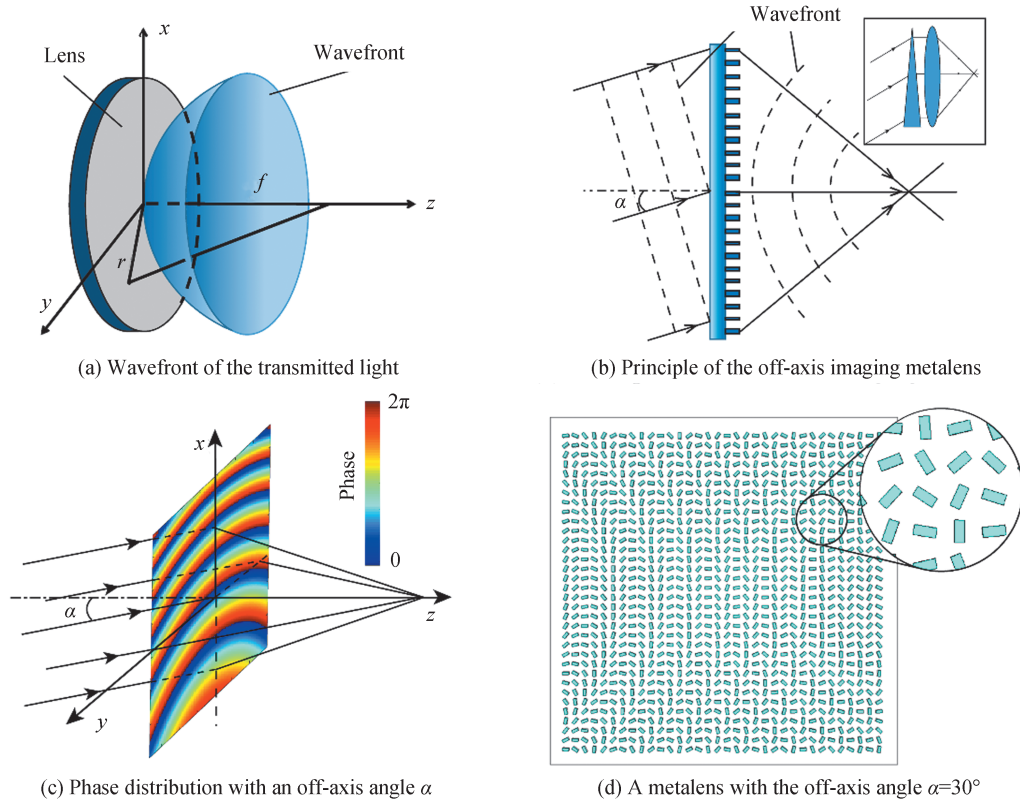 x
Lens
Wavefront
f
z
r
y
(a) Wavefront of the transmitted light
Wavefront
α
(b) Principle of the off-axis imaging metalens
2π
Phase
0
x
α
z
y
(c) Phase distribution with an off-axis angle α
(d) A metalens with the off-axis angle α=30°